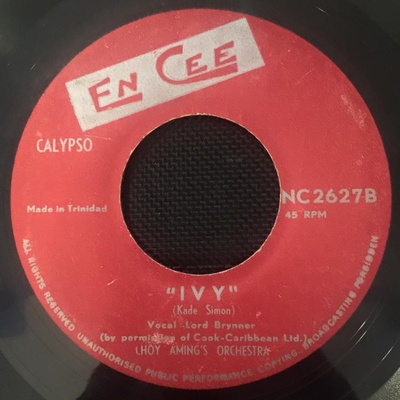 EN CEE
CALYPSO
Made in Trinidad
NC2627B
45 RPM
"IVY"
(Kade Simon)
Vocal - Lord Brynner
(by permission of Cook-Caribbean Ltd.)
CHOY AMING'S ORCHESTRA
ALL RIGHTS RESERVED UNAUTHORISED PUBLIC PERFORMANCE COPYING, BROADCASTING FORBIDDEN